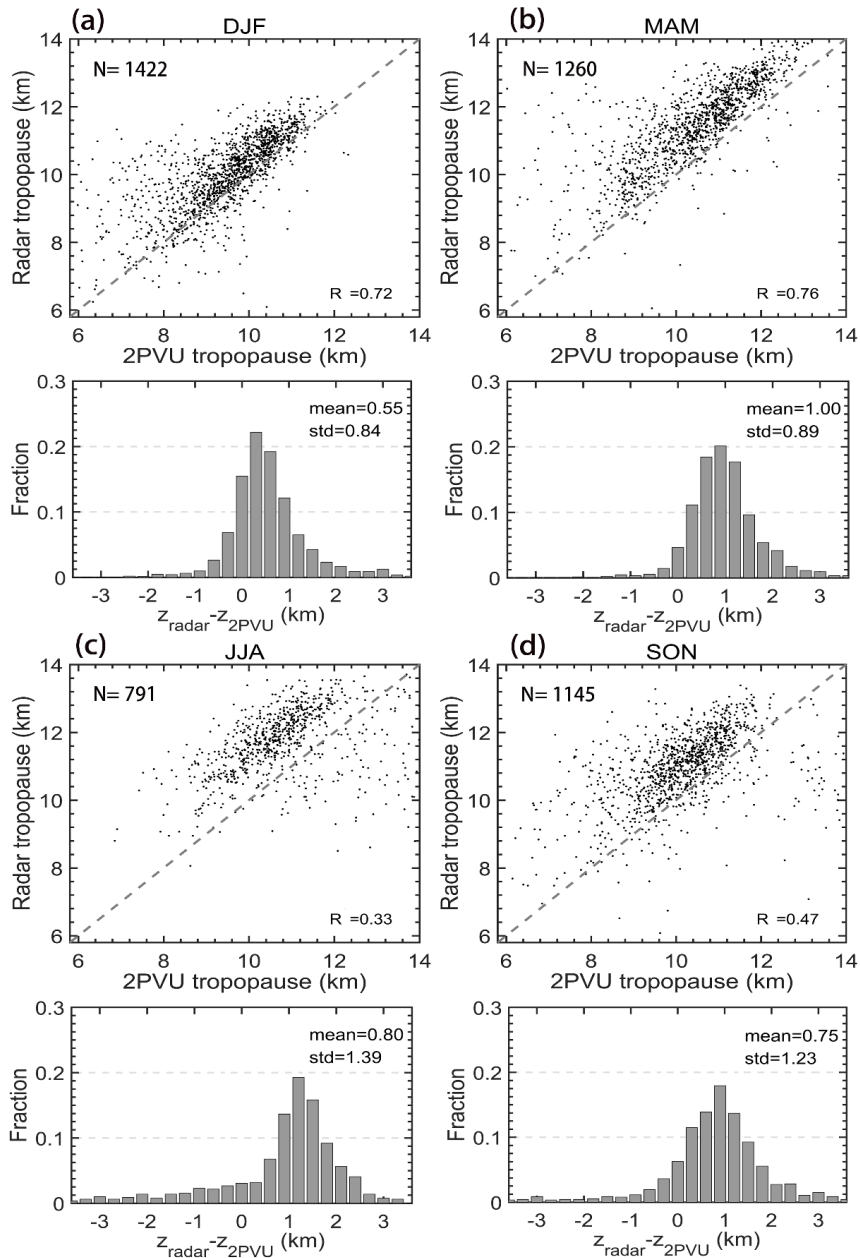 (a) DJF
14
12
10
8
6
Radar tropopause (km)
N= 1422
R =0.72
6 8 10 12 14
2PVU tropopause (km)
0.3
0.2
0.1
0
Fraction
mean=0.55
std=0.84
-3 -2 -1 0 1 2 3
z_radar-z_2PVU (km)
(b) MAM
14
12
10
8
6
Radar tropopause (km)
N= 1260
R =0.76
6 8 10 12 14
2PVU tropopause (km)
0.3
0.2
0.1
0
Fraction
mean=1.00
std=0.89
-3 -2 -1 0 1 2 3
z_radar-z_2PVU (km)
(c) JJA
14
12
10
8
6
Radar tropopause (km)
N= 791
R =0.33
6 8 10 12 14
2PVU tropopause (km)
0.3
0.2
0.1
0
Fraction
mean=0.80
std=1.39
-3 -2 -1 0 1 2 3
z_radar-z_2PVU (km)
(d) SON
14
12
10
8
6
Radar tropopause (km)
N= 1145
R =0.47
6 8 10 12 14
2PVU tropopause (km)
0.3
0.2
0.1
0
Fraction
mean=0.75
std=1.23
-3 -2 -1 0 1 2 3
z_radar-z_2PVU (km)